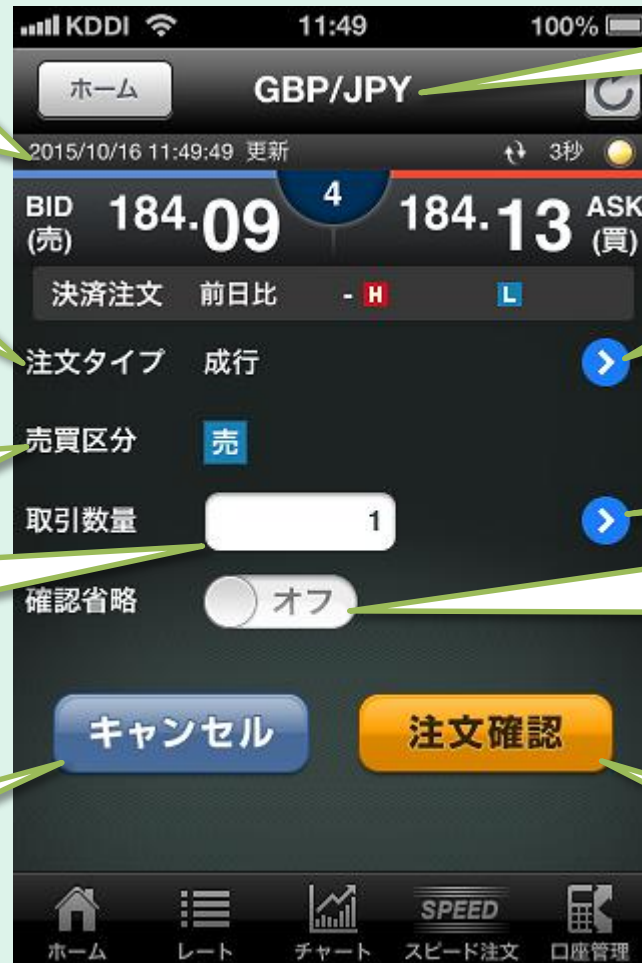 KDDI 11:49 100%
ホーム GBP/JPY
2015/10/16 11:49:49 更新 3秒
BID (売) 184.09 4 184.13 ASK (買)
決済注文 前日比 - H L
注文タイプ 成行
売買区分 売
取引数量 1
確認省略 オフ
キャンセル 注文確認
SPEED
ホーム レート チャート スピード注文 口座管理